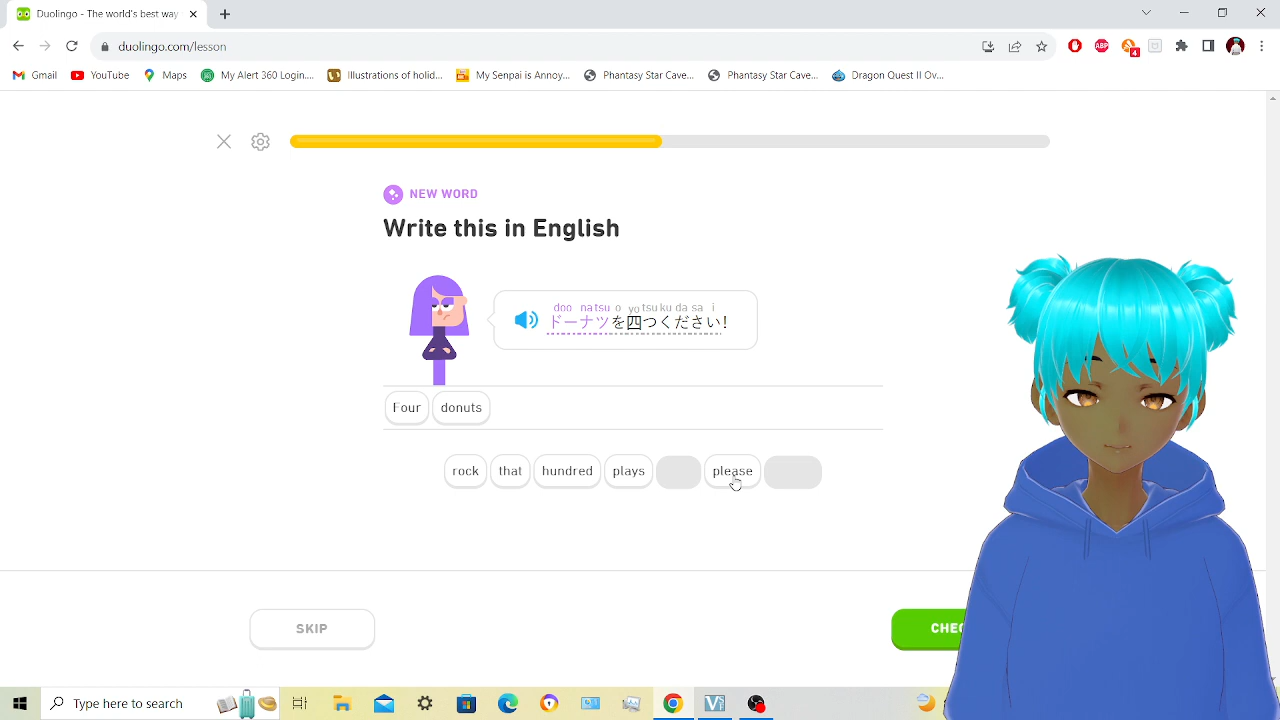 Duolingo - The world's best way
duolingo.com/lesson
4
Gmail YouTube Maps My Alert 360 Login.... Illustrations of holid... My Senpai is Annoy... Phantasy Star Cave... Phantasy Star Cave... Dragon Quest II Ov...
NEW WORD
Write this in English
doo na tsu o yo tsu ku da sa i
ドーナツを四つください!
Four donuts
rock that hundred plays please
SKIP CHEC
Type here to search